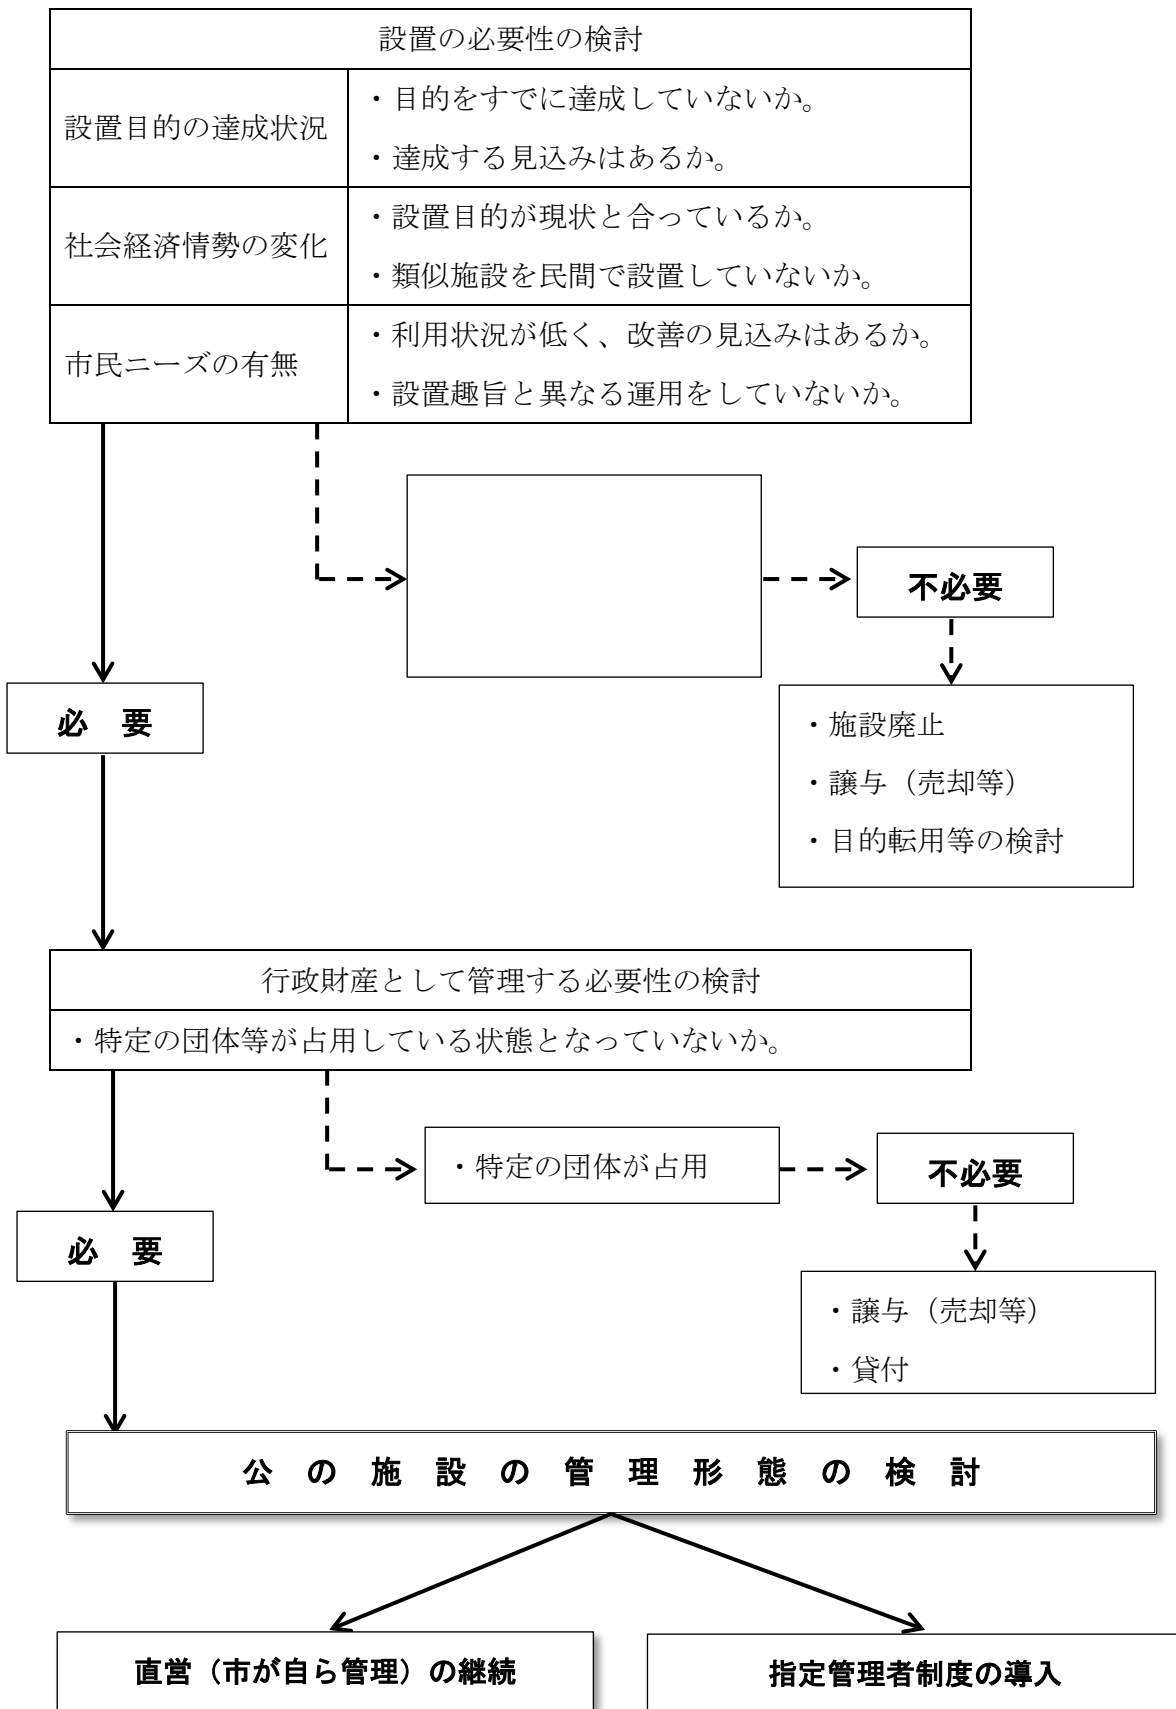 設置の必要性の検討
設置目的の達成状況
・目的をすでに達成していないか。
・達成する見込みはあるか。
社会経済情勢の変化
・設置目的が現状と合っているか。
・類似施設を民間で設置していないか。
市民ニーズの有無
・利用状況が低く、改善の見込みはあるか。
・設置趣旨と異なる運用をしていないか。
不必要
必　要
・施設廃止
・譲与（売却等）
・目的転用等の検討
行政財産として管理する必要性の検討
・特定の団体等が占用している状態となっていないか。
・特定の団体が占用
不必要
必　要
・譲与（売却等）
・貸付
公　の　施　設　の　管　理　形　態　の　検　討
直営（市が自ら管理）の継続
指定管理者制度の導入